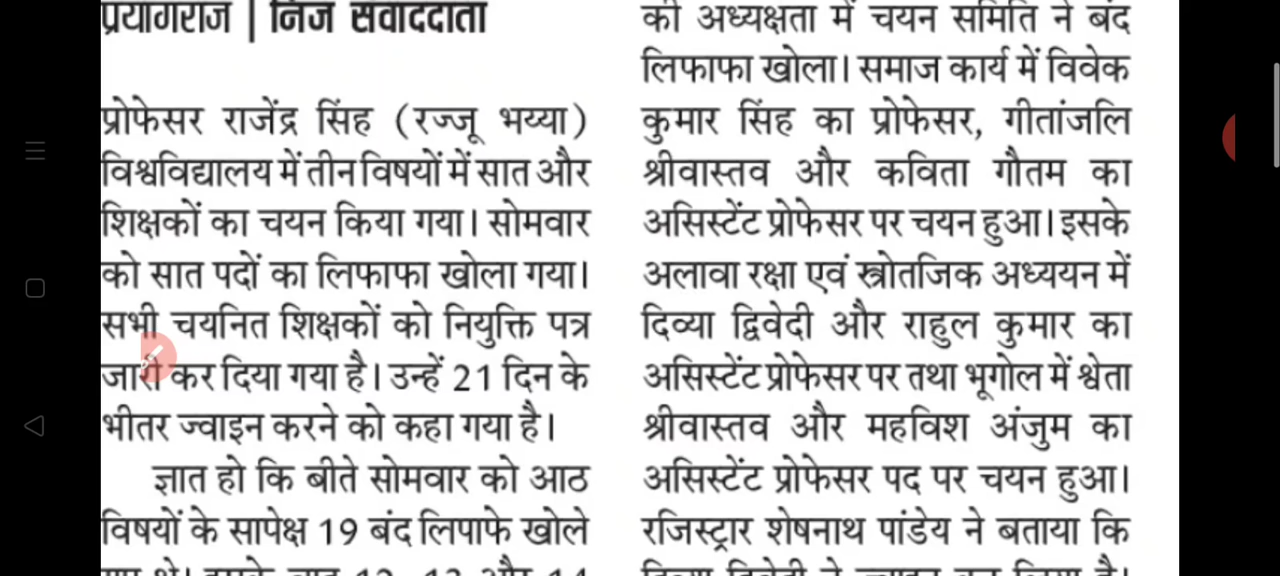 प्रयागराज | निज संवाददाता
प्रोफेसर राजेंद्र सिंह (रज्जू भय्या)
विश्वविद्यालय में तीन विषयों में सात और
शिक्षकों का चयन किया गया। सोमवार
को सात पदों का लिफाफा खोला गया।
सभी चयनित शिक्षकों को नियुक्ति पत्र
जारी कर दिया गया है। उन्हें 21 दिन के
भीतर ज्वाइन करने को कहा गया है।
ज्ञात हो कि बीते सोमवार को आठ
विषयों के सापेक्ष 19 बंद लिपाफे खोले
की अध्यक्षता में चयन समिति ने बंद
लिफाफा खोला। समाज कार्य में विवेक
कुमार सिंह का प्रोफेसर, गीतांजलि
श्रीवास्तव और कविता गौतम का
असिस्टेंट प्रोफेसर पर चयन हुआ। इसके
अलावा रक्षा एवं स्त्रोतजिक अध्ययन में
दिव्या द्विवेदी और राहुल कुमार का
असिस्टेंट प्रोफेसर पर तथा भूगोल में श्वेता
श्रीवास्तव और महविश अंजुम का
असिस्टेंट प्रोफेसर पद पर चयन हुआ।
रजिस्ट्रार शेषनाथ पांडेय ने बताया कि